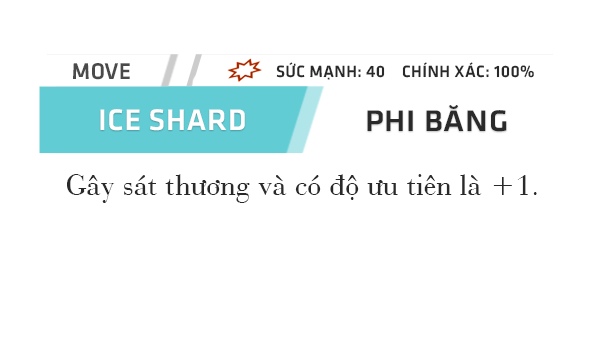 MOVE SỨC MẠNH: 40 CHÍNH XÁC: 100%
ICE SHARD PHI BĂNG
Gây sát thương và có độ ưu tiên là +1.